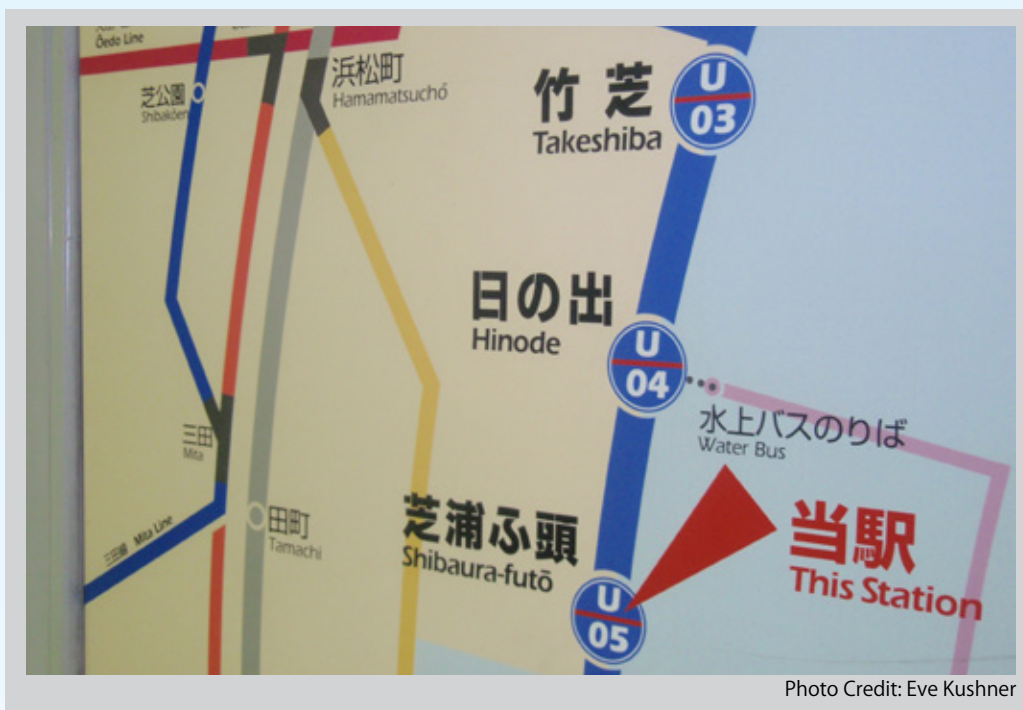 Ōedo Line
芝公園
Shibakōen
浜松町
Hamamatsuchō
竹芝
Takeshiba
U
03
日の出
Hinode
U
04
水上バスのりば
Water Bus
三田
Mita
三田線 Mita Line
田町
Tamachi
芝浦ふ頭
Shibaura-futō
U
05
当駅
This Station
Photo Credit: Eve Kushner